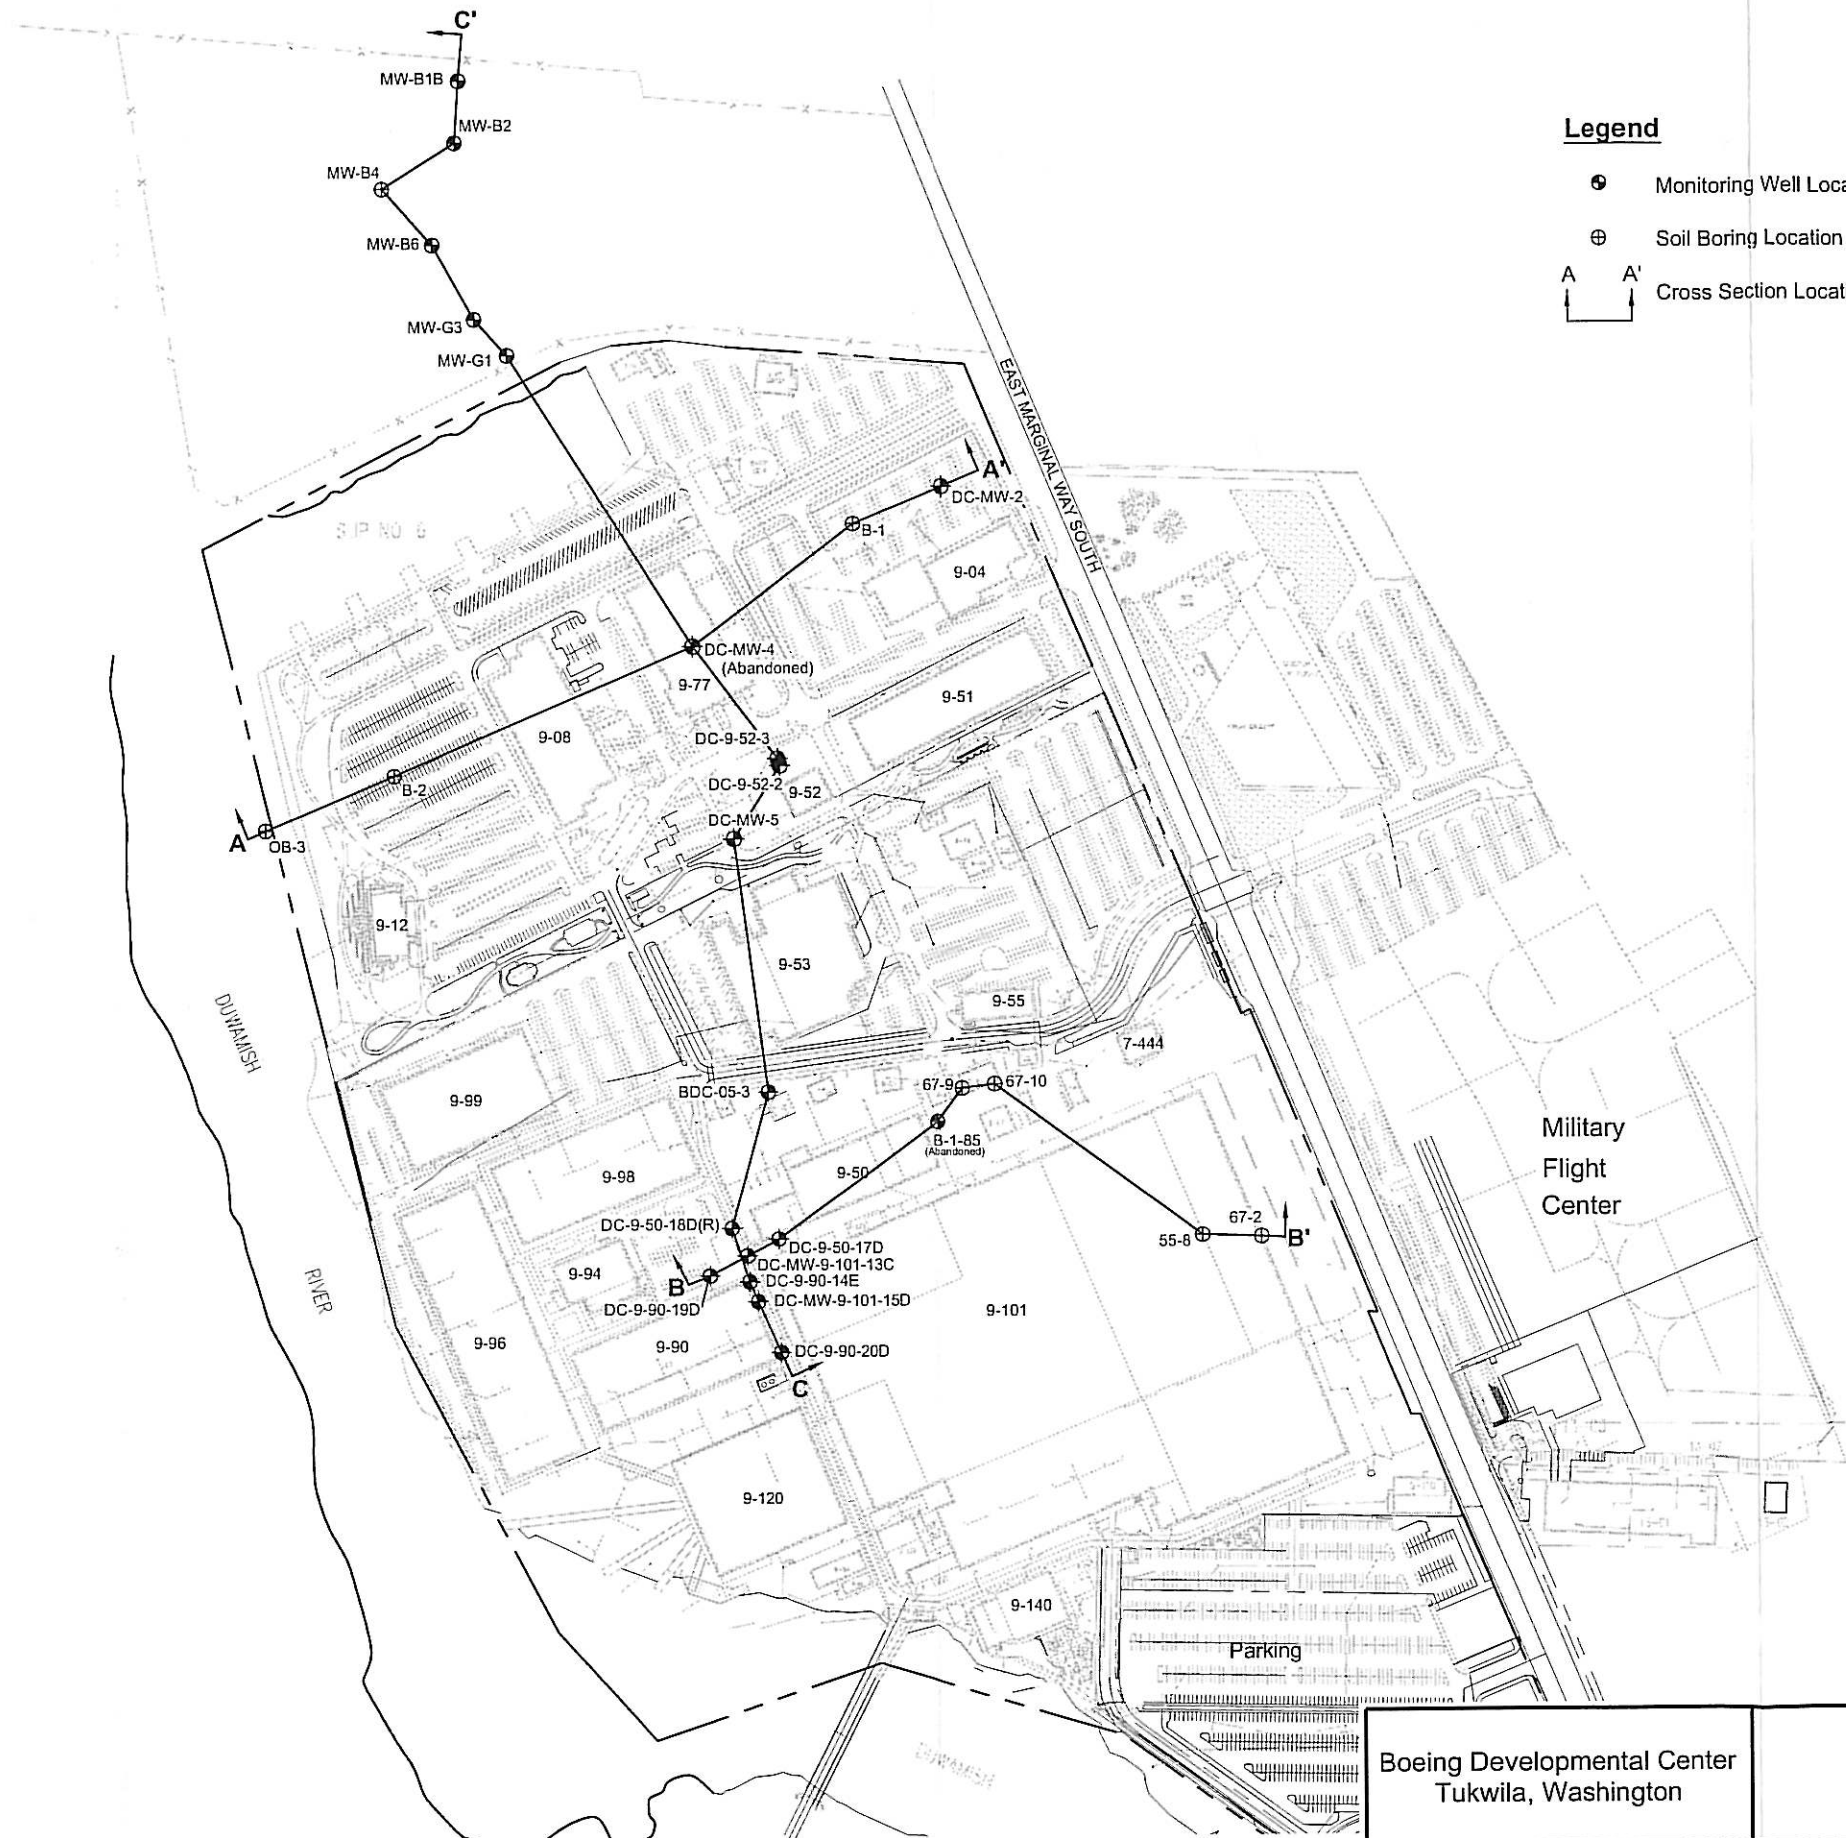 C'
MW-B1B
MW-B2
MW-B4
MW-B6
MW-G3
MW-G1
Legend
Monitoring Well Loca
Soil Boring Location
A A'
Cross Section Locat
EAST MARGINAL WAY SOUTH
A'
DC-MW-2
B-1
9-04
DC-MW-4
(Abandoned)
9-77
9-51
9-08
DC-9-52-3
DC-9-52-2
9-52
B-2
DC-MW-5
A
OB-3
9-12
9-53
9-55
DUWAMISH
7-444
67-9
67-10
BDC-05-3
9-99
B-1-85
(Abandoned)
Military
Flight
Center
9-50
9-98
DC-9-50-18D(R)
67-2
55-8
B'
DC-9-50-17D
DC-MW-9-101-13C
9-94
B
DC-9-90-14E
DC-MW-9-101-15D
DC-9-90-19D
RIVER
9-101
9-96
9-90
DC-9-90-20D
C
9-120
9-140
Parking
DUWAMISH
Boeing Developmental Center
Tukwila, Washington